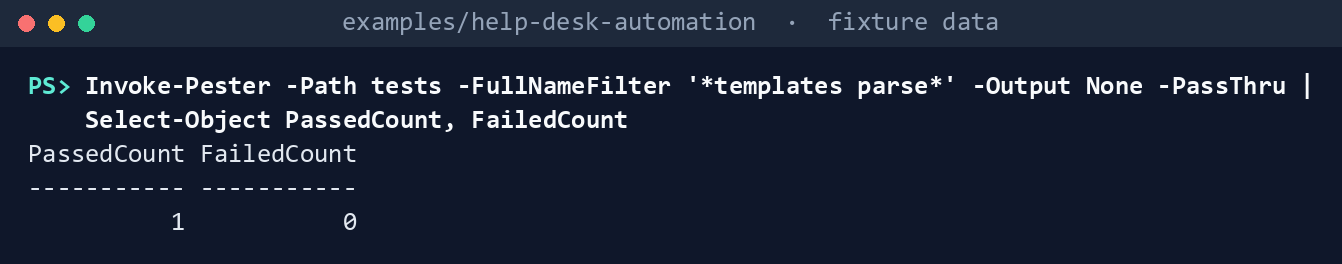 examples/help-desk-automation · fixture data
PS> Invoke-Pester -Path tests -FullNameFilter '*templates parse*' -Output None -PassThru |
Select-Object PassedCount, FailedCount
PassedCount FailedCount
----------- -----------
1 0